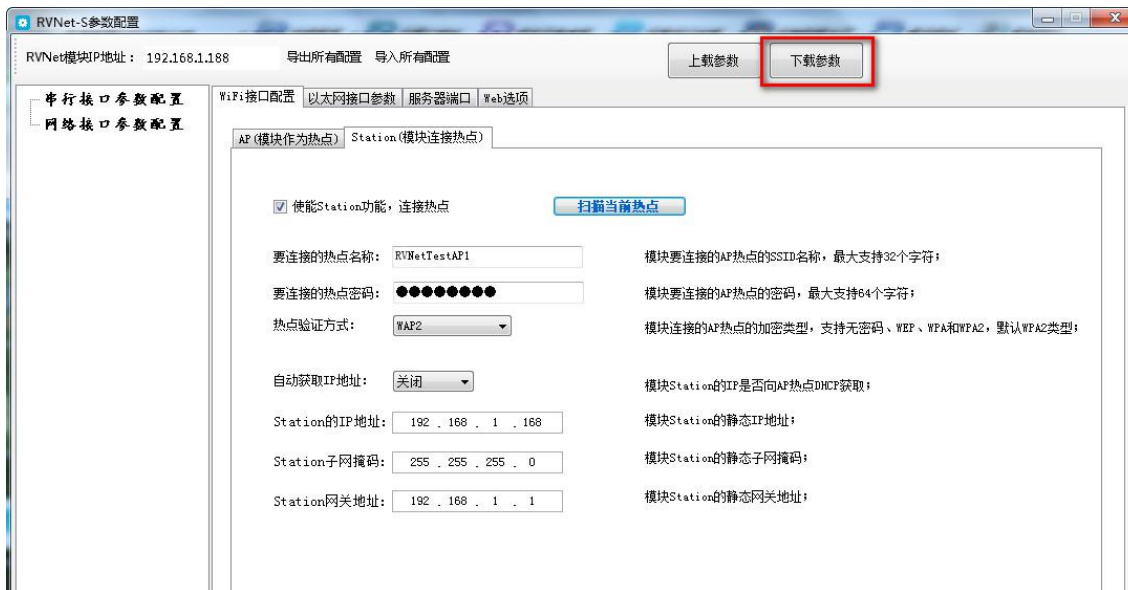 RVNet-S参数配置
RVNet模块IP地址： 192.168.1.188 导出所有配置 导入所有配置 上载参数 下载参数
串行接口参数配置
网络接口参数配置
WiFi接口配置 以太网接口参数 服务器端口 Web选项
AP(模块作为热点) Station(模块连接热点)
使能Station功能，连接热点 扫描当前热点
要连接的热点名称： RVNetTestAP1 模块要连接的AP热点的SSID名称，最大支持32个字符；
要连接的热点密码： ●●●●●●●● 模块要连接的AP热点的密码，最大支持64个字符；
热点验证方式： WAP2 模块连接的AP热点的加密类型，支持无密码、WEP、WPA和WPA2，默认WPA2类型；
自动获取IP地址： 关闭 模块Station的IP是否向AP热点DHCP获取；
Station的IP地址： 192 . 168 . 1 . 168 模块Station的静态IP地址；
Station子网掩码： 255 . 255 . 255 . 0 模块Station的静态子网掩码；
Station网关地址： 192 . 168 . 1 . 1 模块Station的静态网关地址；